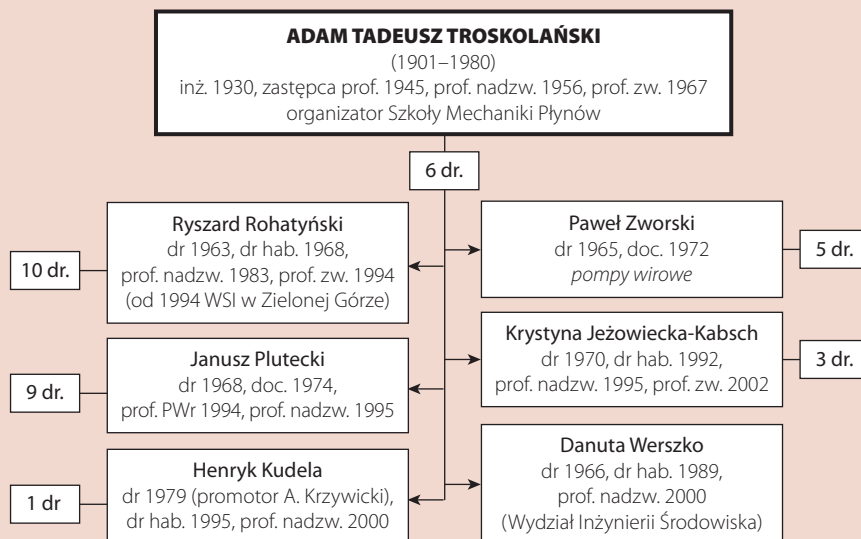 ADAM TADEUSZ TROSKOLAŃSKI
(1901–1980)
inż. 1930, zastępca prof. 1945, prof. nadzw. 1956, prof. zw. 1967
organizator Szkoły Mechaniki Płynów
6 dr.
Ryszard Rohatyński
dr 1963, dr hab. 1968,
prof. nadzw. 1983, prof. zw. 1994
(od 1994 WSI w Zielonej Górze)
10 dr.
Paweł Zworski
dr 1965, doc. 1972
pompy wirowe
5 dr.
Janusz Plutecki
dr 1968, doc. 1974,
prof. PWr 1994, prof. nadzw. 1995
9 dr.
Krystyna Jeżowiecka-Kabsch
dr 1970, dr hab. 1992,
prof. nadzw. 1995, prof. zw. 2002
3 dr.
Henryk Kudela
dr 1979 (promotor A. Krzywicki),
dr hab. 1995, prof. nadzw. 2000
1 dr
Danuta Werszko
dr 1966, dr hab. 1989,
prof. nadzw. 2000
(Wydział Inżynierii Środowiska)